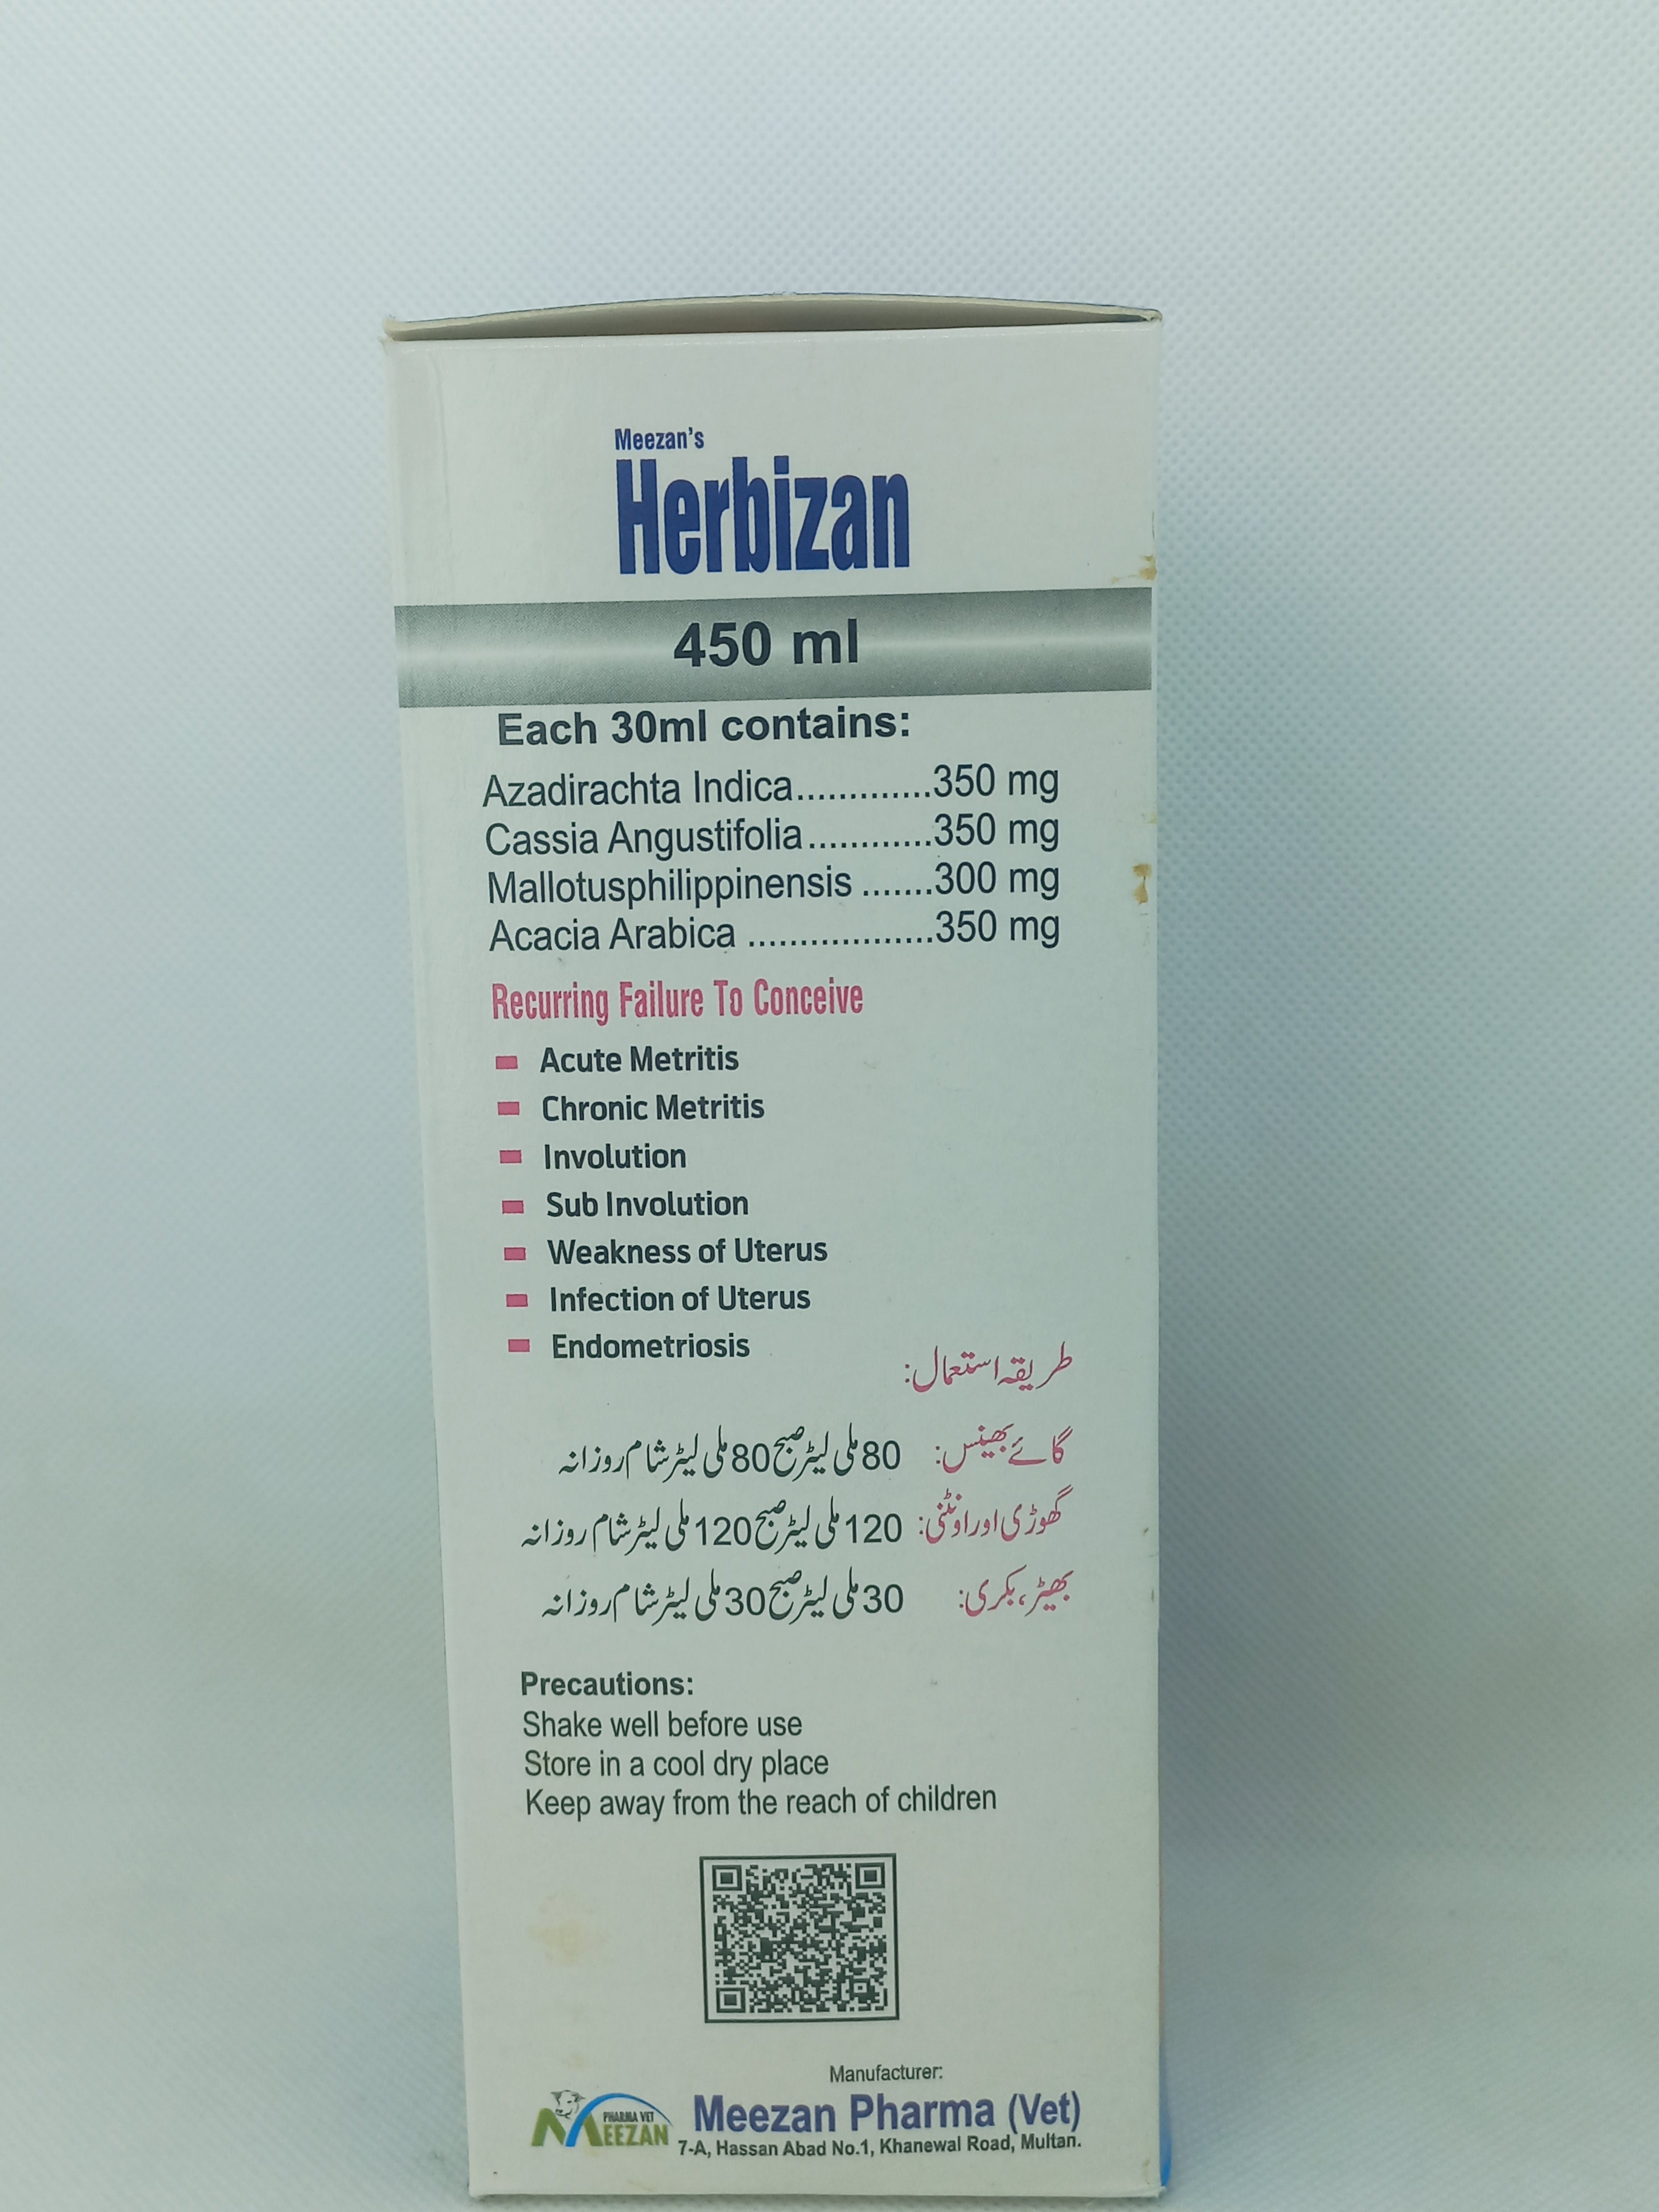 Meezan's
Herbizan
450 ml
Each 30ml contains:
Azadirachta Indica.............350 mg
Cassia Angustifolia............350 mg
Mallotusphilippinensis .......300 mg
Acacia Arabica ..................350 mg
Recurring Failure To Conceive
Acute Metritis
Chronic Metritis
Involution
Sub Involution
Weakness of Uterus
Infection of Uterus
Endometriosis
طریقہ استعمال:
گائے بھینس: 80 ملی لیٹر صبح 80 ملی لیٹر شام روزانہ
گھوڑی اور اونٹنی: 120 ملی لیٹر صبح 120 ملی لیٹر شام روزانہ
بھیڑ، بکری: 30 ملی لیٹر صبح 30 ملی لیٹر شام روزانہ
Precautions:
Shake well before use
Store in a cool dry place
Keep away from the reach of children
Manufacturer:
PHARMA VET
MEEZAN
Meezan Pharma (Vet)
7-A, Hassan Abad No.1, Khanewal Road, Multan.